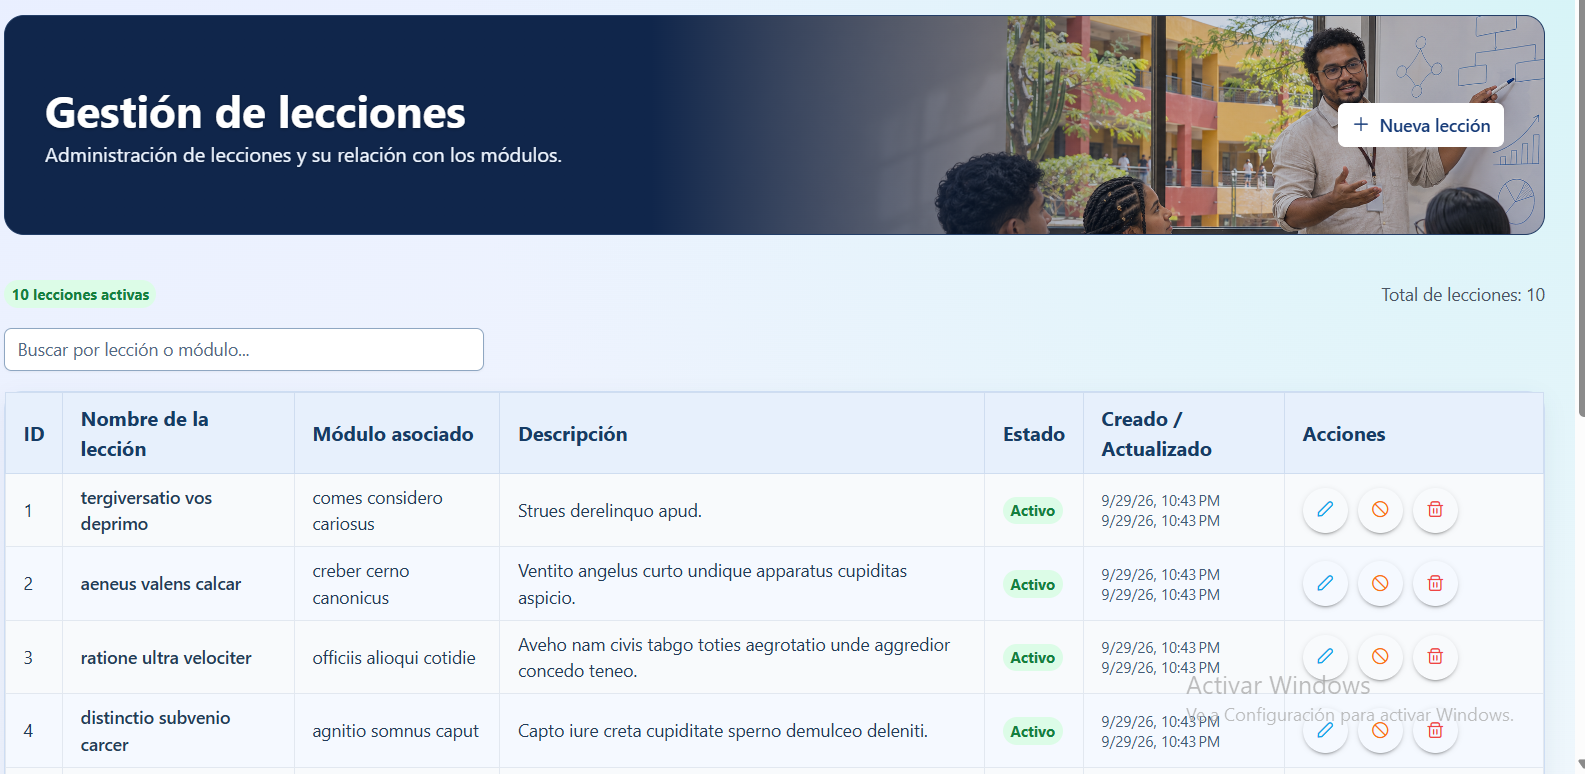 Gestión de lecciones
Administración de lecciones y su relación con los módulos.
+ Nueva lección
10 lecciones activas
Total de lecciones: 10
Buscar por lección o módulo...
ID
Nombre de la
lección
Módulo asociado
Descripción
Estado
Creado /
Actualizado
Acciones
1
tergiversatio vos
deprimo
comes considero
cariosus
Strues derelinquo apud.
Activo
9/29/26, 10:43 PM
9/29/26, 10:43 PM
2
aeneus valens calcar
creber cerno
canonicus
Ventito angelus curto undique apparatus cupiditas
aspicio.
Activo
9/29/26, 10:43 PM
9/29/26, 10:43 PM
3
ratione ultra velociter
officiis alioqui cotidie
Aveho nam civis tabgo toties aegrotatio unde aggredior
concedo teneo.
Activo
9/29/26, 10:43 PM
9/29/26, 10:43 PM
4
distinctio subvenio
carcer
agnitio somnus caput
Capto iure creta cupiditate sperno demulceo deleniti.
Activo
9/29/26, 10:43 PM
9/29/26, 10:43 PM
Activar Windows
Ve a Configuración para activar Windows.